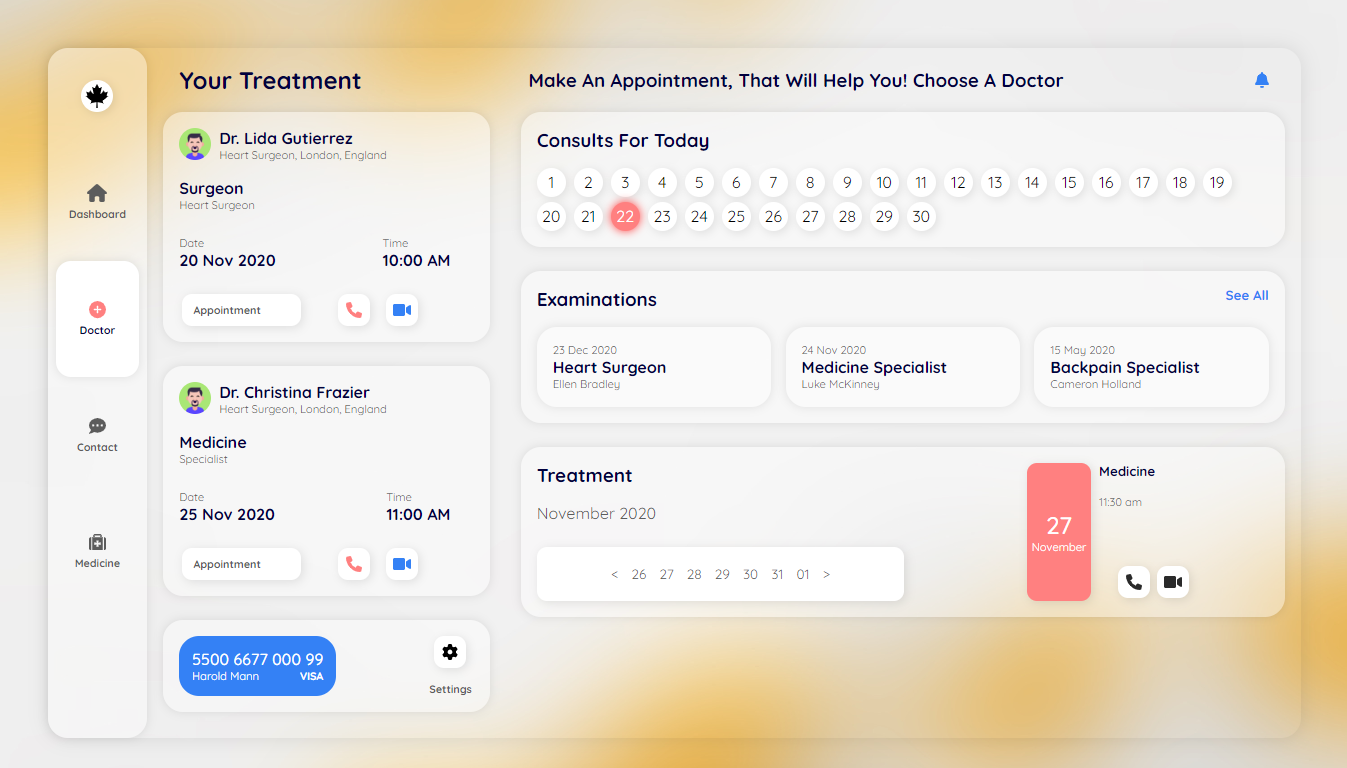 Dashboard
Doctor
Contact
Medicine
Your Treatment
Dr. Lida Gutierrez
Heart Surgeon, London, England
Surgeon
Heart Surgeon
Date Time
20 Nov 2020 10:00 AM
Appointment
Dr. Christina Frazier
Heart Surgeon, London, England
Medicine
Specialist
Date Time
25 Nov 2020 11:00 AM
Appointment
5500 6677 000 99
Harold Mann VISA
Settings
Make An Appointment, That Will Help You! Choose A Doctor
Consults For Today
1 2 3 4 5 6 7 8 9 10 11 12 13 14 15 16 17 18 19
20 21 22 23 24 25 26 27 28 29 30
Examinations See All
23 Dec 2020
Heart Surgeon
Ellen Bradley
24 Nov 2020
Medicine Specialist
Luke McKinney
15 May 2020
Backpain Specialist
Cameron Holland
Treatment
November 2020
< 26 27 28 29 30 31 01 >
27
November
Medicine
11:30 am